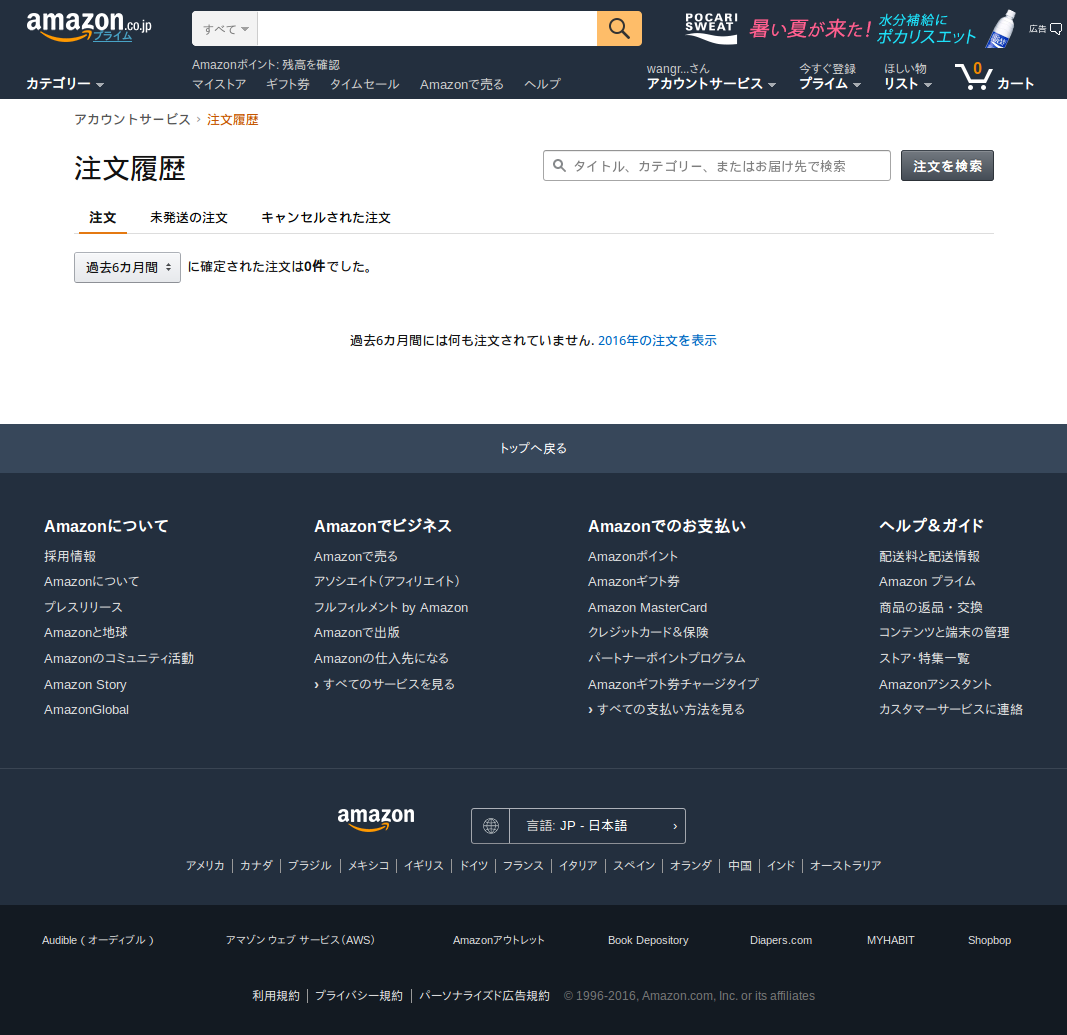 amazon.co.jp
プライム
すべて
POCARI SWEAT
暑い夏が来た!
水分補給に
ポカリスエット
広告
Amazonポイント: 残高を確認
カテゴリー
マイストア ギフト券 タイムセール Amazonで売る ヘルプ
wangr...さん
アカウントサービス
今すぐ登録
プライム
ほしい物
リスト
0
カート
アカウントサービス › 注文履歴
注文履歴
タイトル、カテゴリー、またはお届け先で検索
注文を検索
注文 未発送の注文 キャンセルされた注文
過去6カ月間 に確定された注文は0件でした。
過去6カ月間には何も注文されていません. 2016年の注文を表示
トップへ戻る
Amazonについて
採用情報
Amazonについて
プレスリリース
Amazonと地球
Amazonのコミュニティ活動
Amazon Story
AmazonGlobal
Amazonでビジネス
Amazonで売る
アソシエイト(アフィリエイト)
フルフィルメント by Amazon
Amazonで出版
Amazonの仕入先になる
› すべてのサービスを見る
Amazonでのお支払い
Amazonポイント
Amazonギフト券
Amazon MasterCard
クレジットカード&保険
パートナーポイントプログラム
Amazonギフト券チャージタイプ
› すべての支払い方法を見る
ヘルプ&ガイド
配送料と配送情報
Amazon プライム
商品の返品・交換
コンテンツと端末の管理
ストア・特集一覧
Amazonアシスタント
カスタマーサービスに連絡
amazon
言語: JP - 日本語 ›
アメリカ カナダ ブラジル メキシコ イギリス ドイツ フランス イタリア スペイン オランダ 中国 インド オーストラリア
Audible ( オーディブル ) アマゾン ウェブ サービス(AWS) Amazonアウトレット Book Depository Diapers.com MYHABIT Shopbop
利用規約 プライバシー規約 パーソナライズド広告規約 © 1996-2016, Amazon.com, Inc. or its affiliates